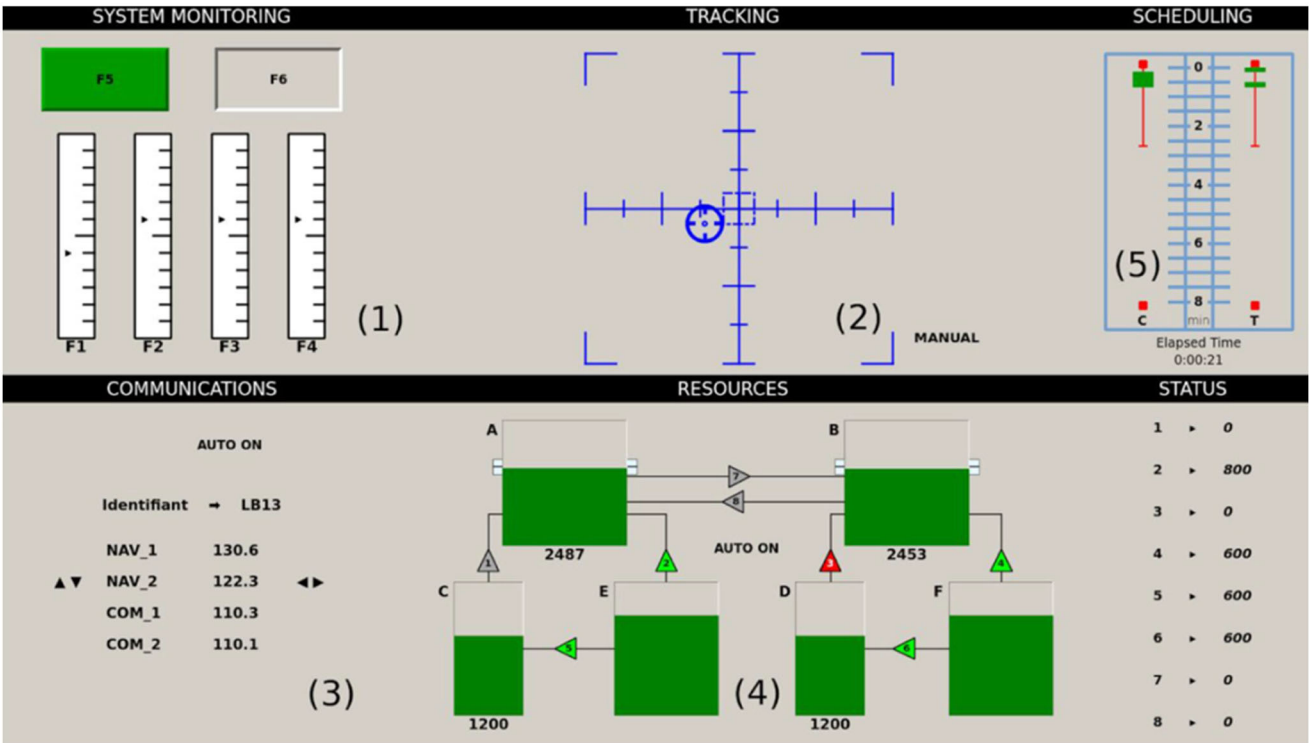 SYSTEM MONITORING
F5
F6
F1
F2
F3
F4
(1)
TRACKING
(2)
MANUAL
SCHEDULING
0
2
4
6
8
(5)
C
min
T
Elapsed Time
0:00:21
COMMUNICATIONS
AUTO ON
Identifiant ➡ LB13
NAV_1 130.6
▲▼ NAV_2 122.3 ◀▶
COM_1 110.3
COM_2 110.1
(3)
RESOURCES
A
B
7
8
2487
AUTO ON
2453
1
2
3
4
C
E
D
F
5
6
1200
(4)
1200
STATUS
1 ▸ 0
2 ▸ 800
3 ▸ 0
4 ▸ 600
5 ▸ 600
6 ▸ 600
7 ▸ 0
8 ▸ 0